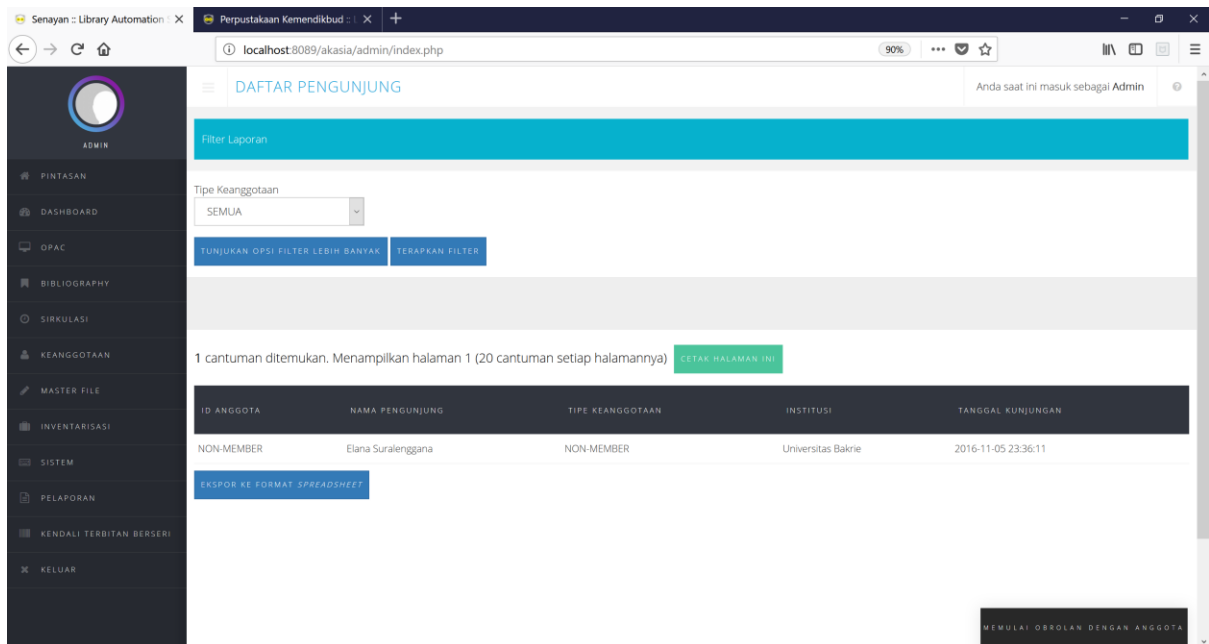 Senayan :: Library Automation S
Perpustakaan Kemendikbud :: L
localhost:8089/akasia/admin/index.php
90%
DAFTAR PENGUNJUNG
Anda saat ini masuk sebagai Admin
ADMIN
Filter Laporan
PINTASAN
DASHBOARD
OPAC
BIBLIOGRAPHY
SIRKULASI
KEANGGOTAAN
MASTER FILE
INVENTARISASI
SISTEM
PELAPORAN
KENDALI TERBITAN BERSERI
KELUAR
Tipe Keanggotaan
SEMUA
TUNJUKAN OPSI FILTER LEBIH BANYAK TERAPKAN FILTER
1 cantuman ditemukan. Menampilkan halaman 1 (20 cantuman setiap halamannya) CETAK HALAMAN INI
ID ANGGOTA NAMA PENGUNJUNG TIPE KEANGGOTAAN INSTITUSI TANGGAL KUNJUNGAN
NON-MEMBER Elana Suralenggana NON-MEMBER Universitas Bakrie 2016-11-05 23:36:11
EKSPOR KE FORMAT SPREADSHEET
MEMULAI OBROLAN DENGAN ANGGOTA